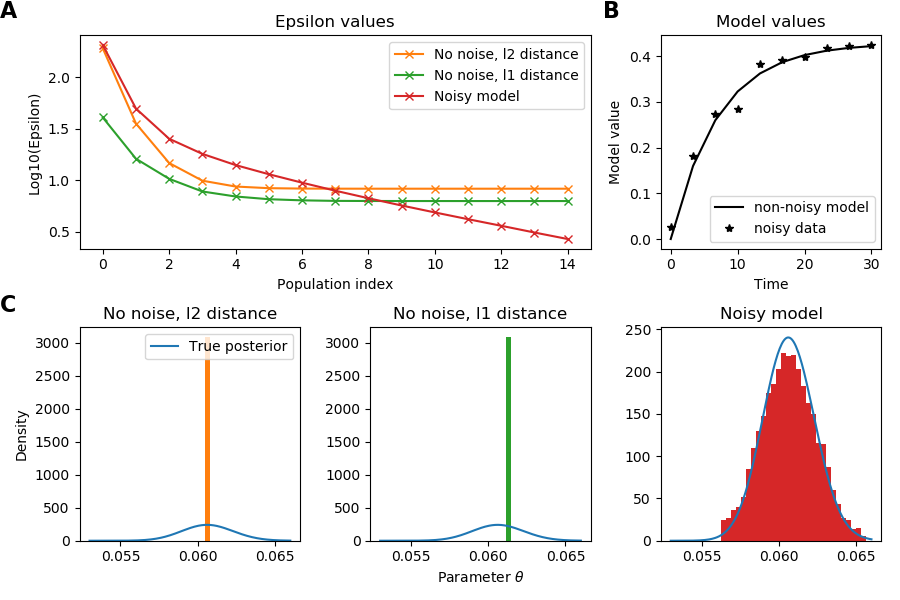 A
Epsilon values
Log10(Epsilon)
2.0
1.5
1.0
0.5
No noise, l2 distance
No noise, l1 distance
Noisy model
0 2 4 6 8 10 12 14
Population index
B
Model values
Model value
0.4
0.3
0.2
0.1
0.0
non-noisy model
noisy data
0 10 20 30
Time
C
No noise, l2 distance
Density
3000
2500
2000
1500
1000
500
0
True posterior
0.055 0.060 0.065
No noise, l1 distance
3000
2500
2000
1500
1000
500
0
0.055 0.060 0.065
Parameter θ
Noisy model
250
200
150
100
50
0
0.055 0.060 0.065